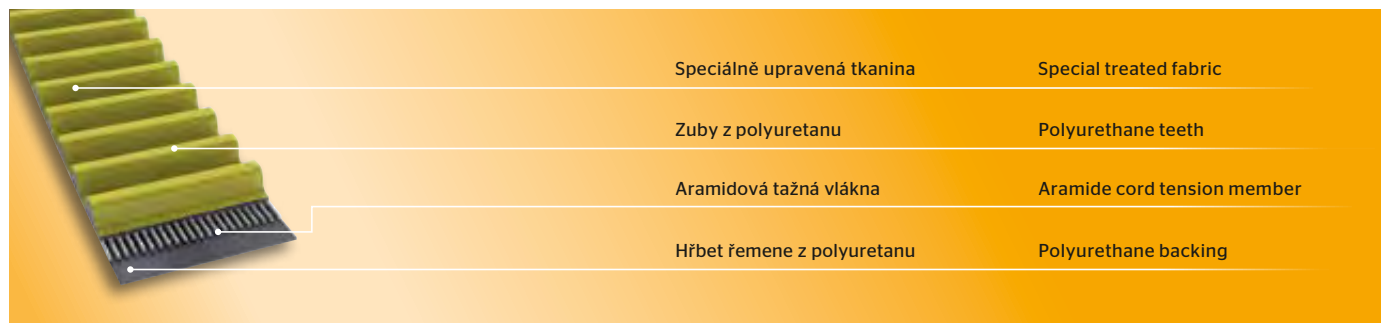 Speciálně upravená tkanina Special treated fabric
Zuby z polyuretanu Polyurethane teeth
Aramidová tažná vlákna Aramide cord tension member
Hřbet řemene z polyuretanu Polyurethane backing